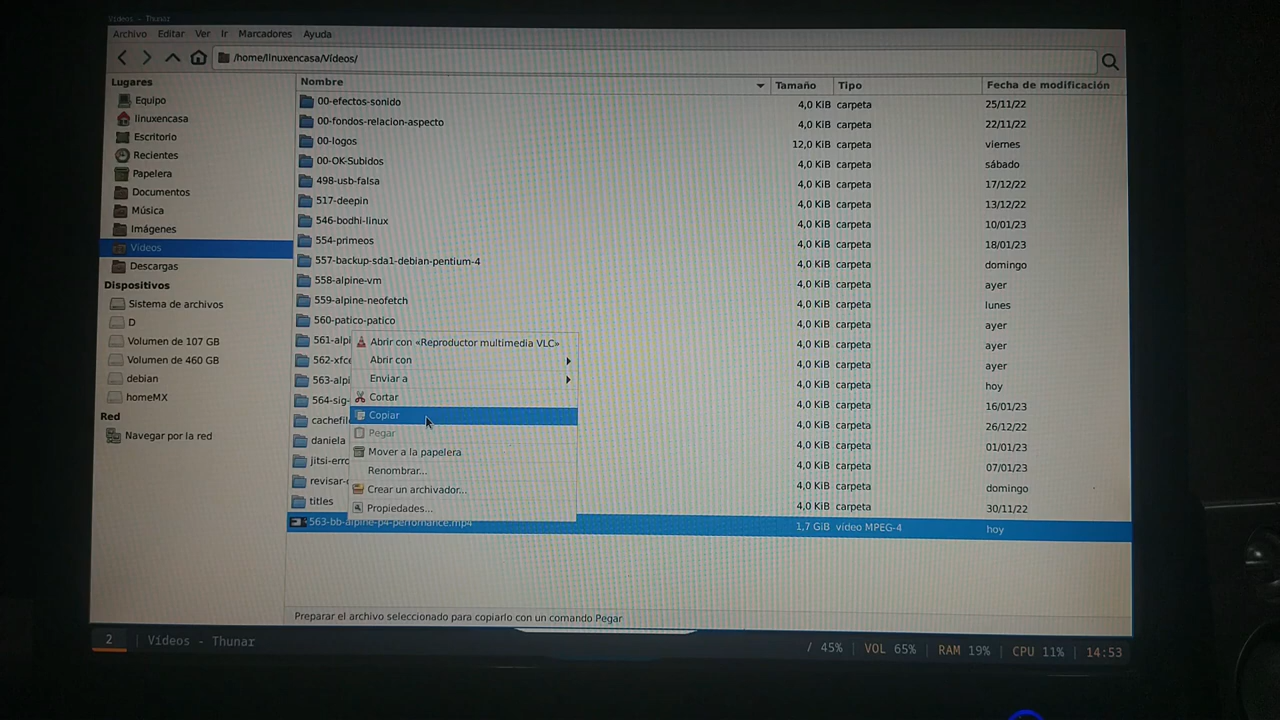 Vídeos - Thunar
Archivo Editar Ver Ir Marcadores Ayuda
/home/linuxencasa/Vídeos/
Lugares
Equipo
linuxencasa
Escritorio
Recientes
Papelera
Documentos
Música
Imágenes
Vídeos
Descargas
Dispositivos
Sistema de archivos
D
Volumen de 107 GB
Volumen de 460 GB
debian
homeMX
Red
Navegar por la red
Nombre Tamaño Tipo Fecha de modificación
00-efectos-sonido 4,0 KiB carpeta 25/11/22
00-fondos-relacion-aspecto 4,0 KiB carpeta 22/11/22
00-logos 12,0 KiB carpeta viernes
00-OK-Subidos 4,0 KiB carpeta sábado
498-usb-falsa 4,0 KiB carpeta 17/12/22
517-deepin 4,0 KiB carpeta 13/12/22
546-bodhi-linux 4,0 KiB carpeta 10/01/23
554-primeos 4,0 KiB carpeta 18/01/23
557-backup-sda1-debian-pentium-4 4,0 KiB carpeta domingo
558-alpine-vm 4,0 KiB carpeta ayer
559-alpine-neofetch 4,0 KiB carpeta lunes
560-patico-patico 4,0 KiB carpeta ayer
561-alpi 4,0 KiB carpeta ayer
562-xfce 4,0 KiB carpeta ayer
563-alpi 4,0 KiB carpeta hoy
564-sig- 4,0 KiB carpeta 16/01/23
cachefil 4,0 KiB carpeta 26/12/22
daniela 4,0 KiB carpeta 01/01/23
jitsi-erro 4,0 KiB carpeta 07/01/23
revisar- 4,0 KiB carpeta domingo
titles 4,0 KiB carpeta 30/11/22
563-bb-alpine-p4-perfomance.mp4 1,7 GiB vídeo MPEG-4 hoy
Abrir con «Reproductor multimedia VLC»
Abrir con
Enviar a
Cortar
Copiar
Pegar
Mover a la papelera
Renombrar...
Crear un archivador...
Propiedades...
Preparar el archivo seleccionado para copiarlo con un comando Pegar
2 | Vídeos - Thunar / 45% | VOL 65% | RAM 19% | CPU 11% | 14:53